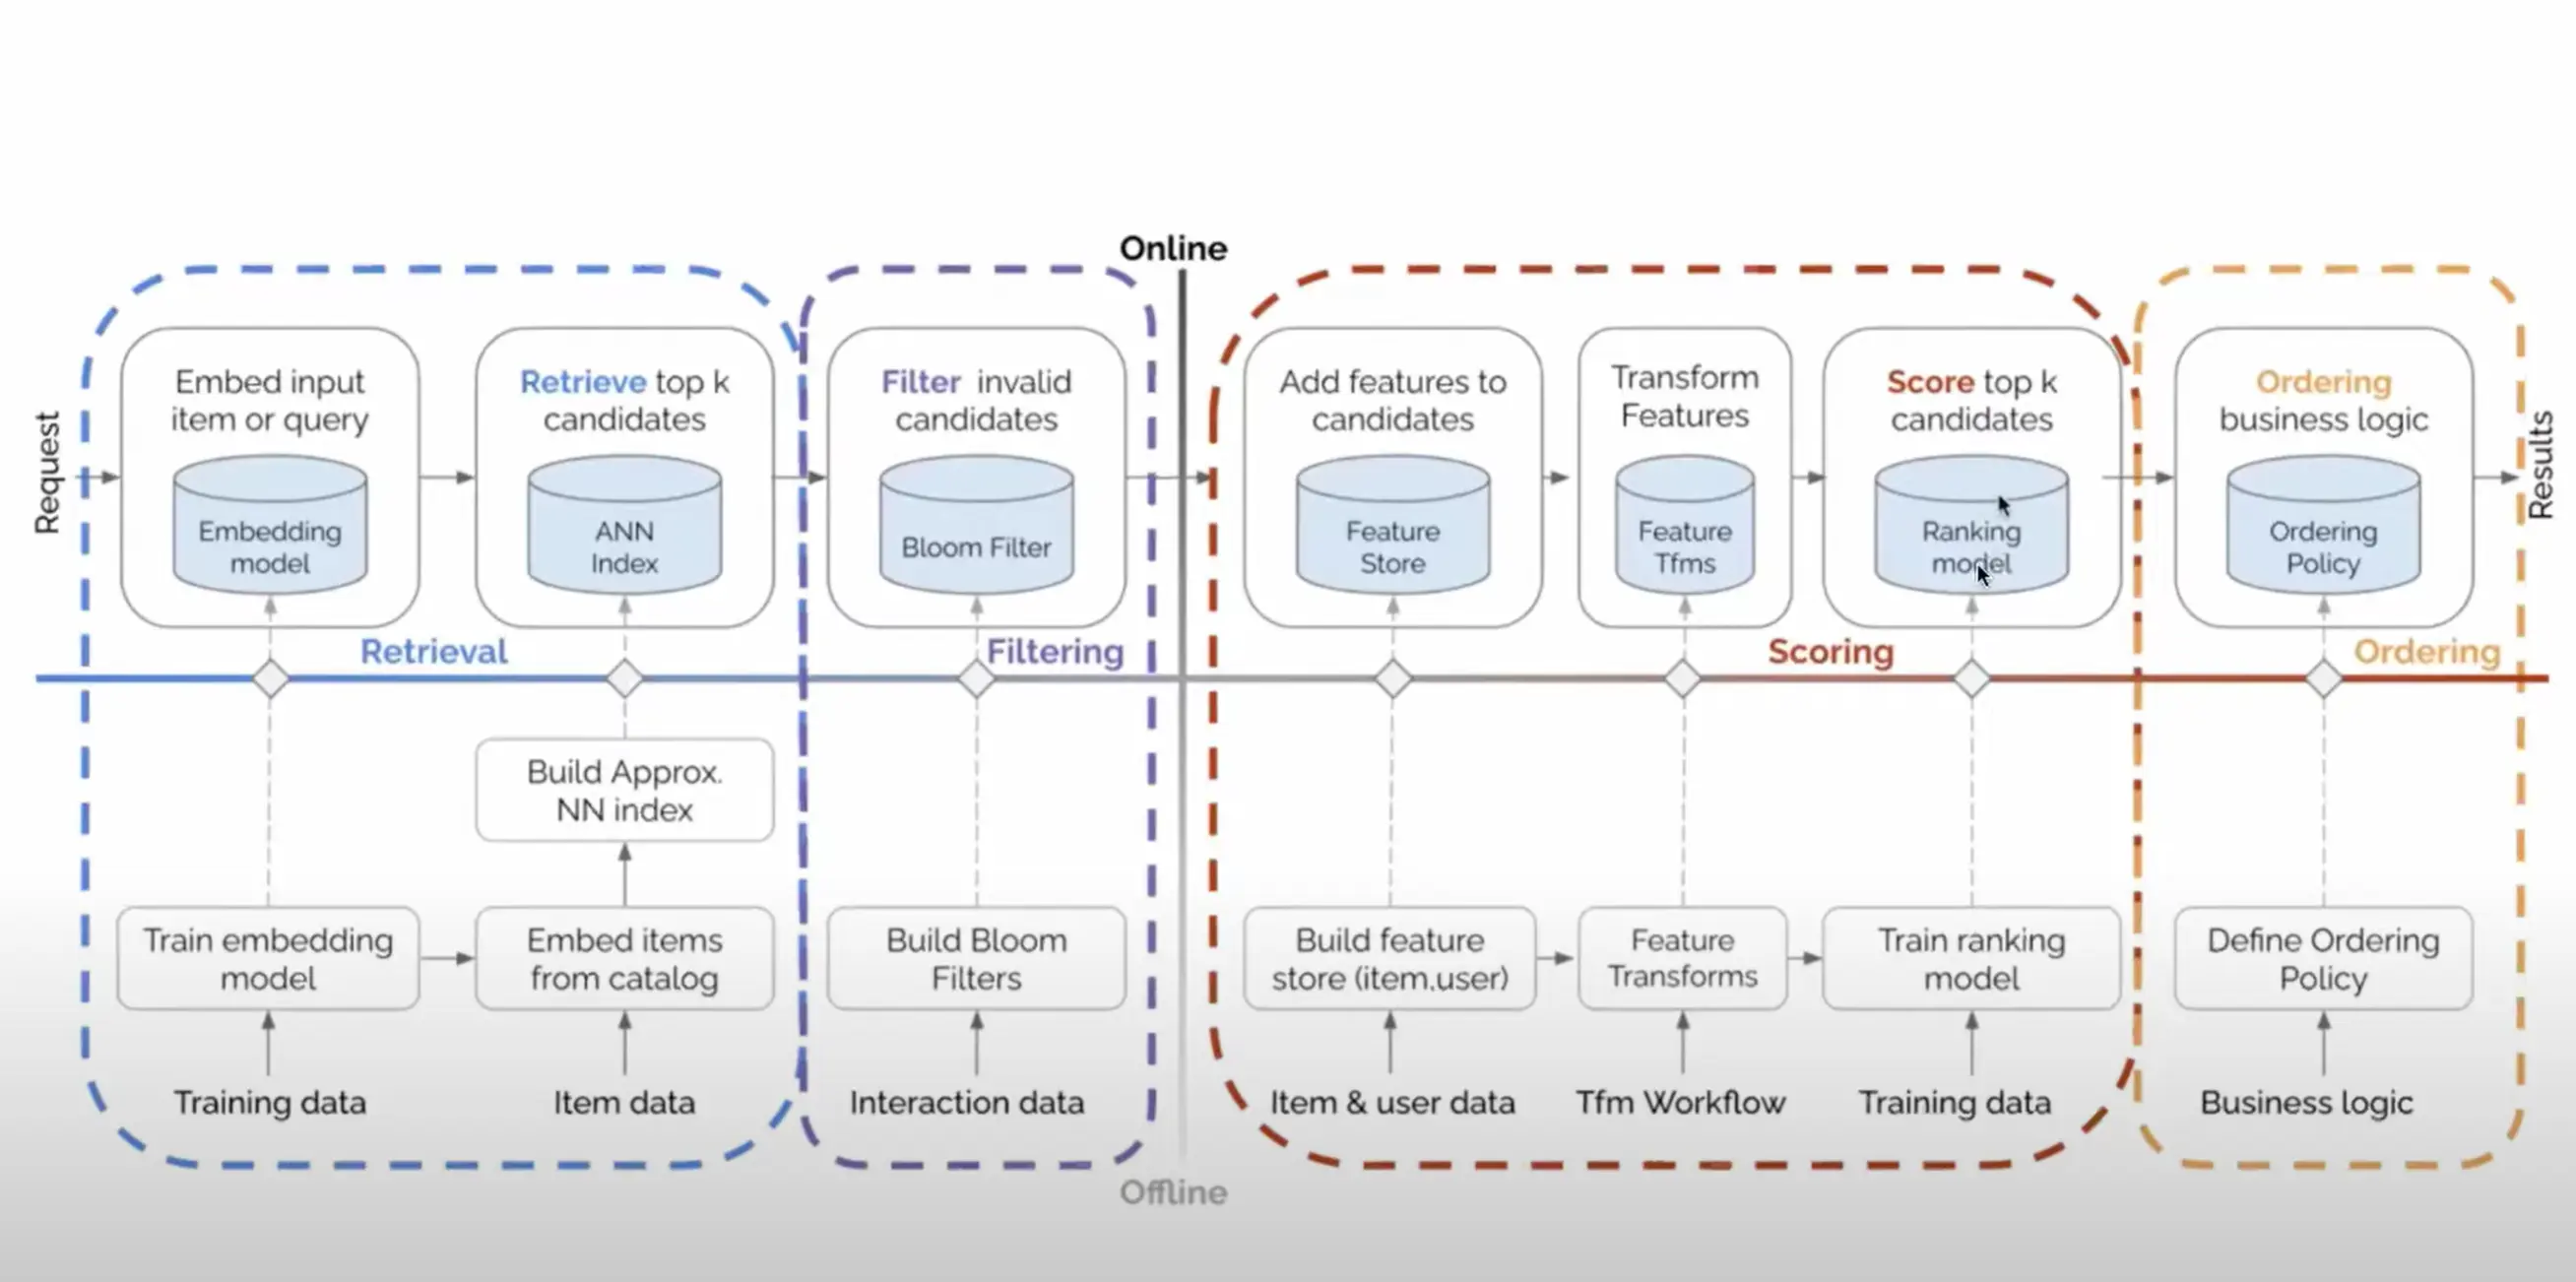 Online
Request
Embed input
item or query
Embedding
model
Retrieve top k
candidates
ANN
Index
Filter invalid
candidates
Bloom Filter
Add features to
candidates
Feature
Store
Transform
Features
Feature
Tfms
Score top k
candidates
Ranking
model
Ordering
business logic
Ordering
Policy
Results
Retrieval
Filtering
Scoring
Ordering
Build Approx.
NN index
Train embedding
model
Embed items
from catalog
Build Bloom
Filters
Build feature
store (item,user)
Feature
Transforms
Train ranking
model
Define Ordering
Policy
Training data
Item data
Interaction data
Item & user data
Tfm Workflow
Training data
Business logic
Offline